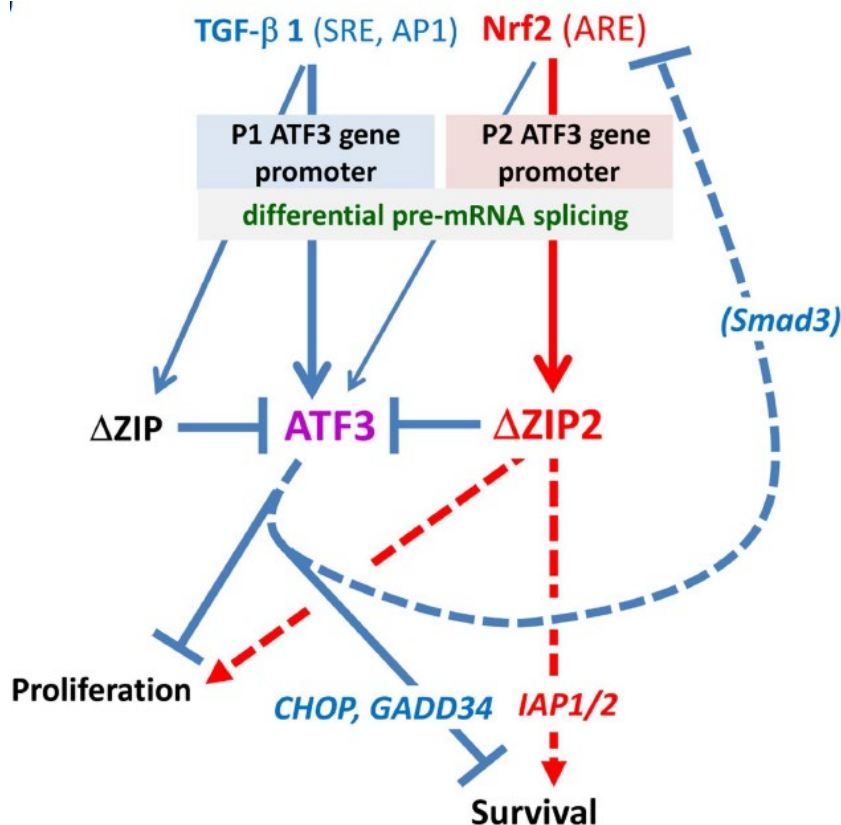 TGF-β 1 (SRE, AP1) Nrf2 (ARE)
P1 ATF3 gene
promoter
P2 ATF3 gene
promoter
differential pre-mRNA splicing
(Smad3)
ΔZIP
ATF3
ΔZIP2
Proliferation
CHOP, GADD34
IAP1/2
Survival